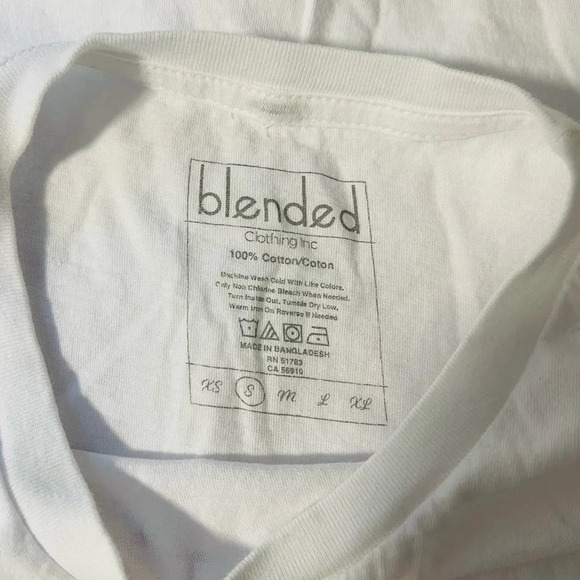 blended
Clothing Inc
100% Cotton/Coton
Machine Wash Cold With Like Colors.
Only Non Chlorine Bleach When Needed.
Turn Inside Out, Tumble Dry Low,
Warm Iron On Reverse If Needed
MADE IN BANGLADESH
RN 51783
CA 56910
XS S M L XL